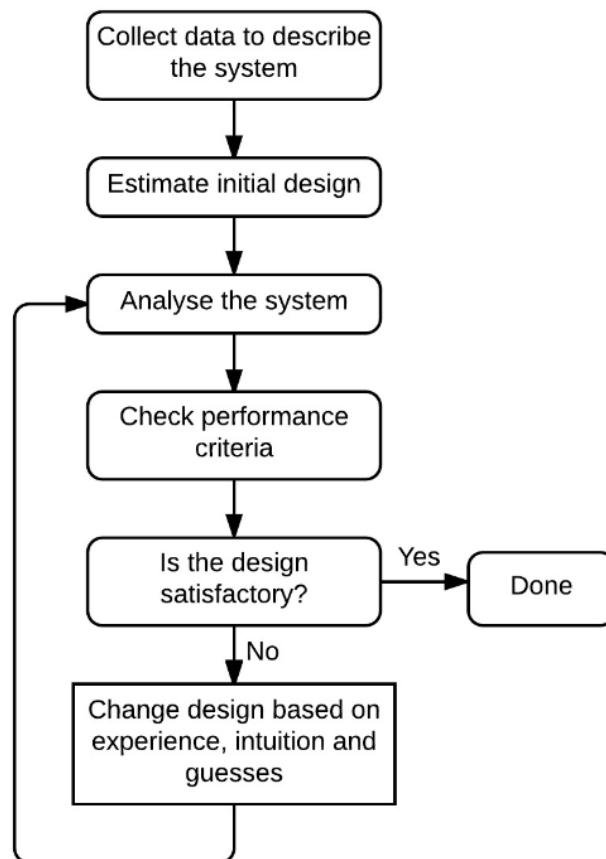 Collect data to describe
the system
Estimate initial design
Analyse the system
Check performance
criteria
Is the design
satisfactory?
Yes
Done
No
Change design based on
experience, intuition and
guesses